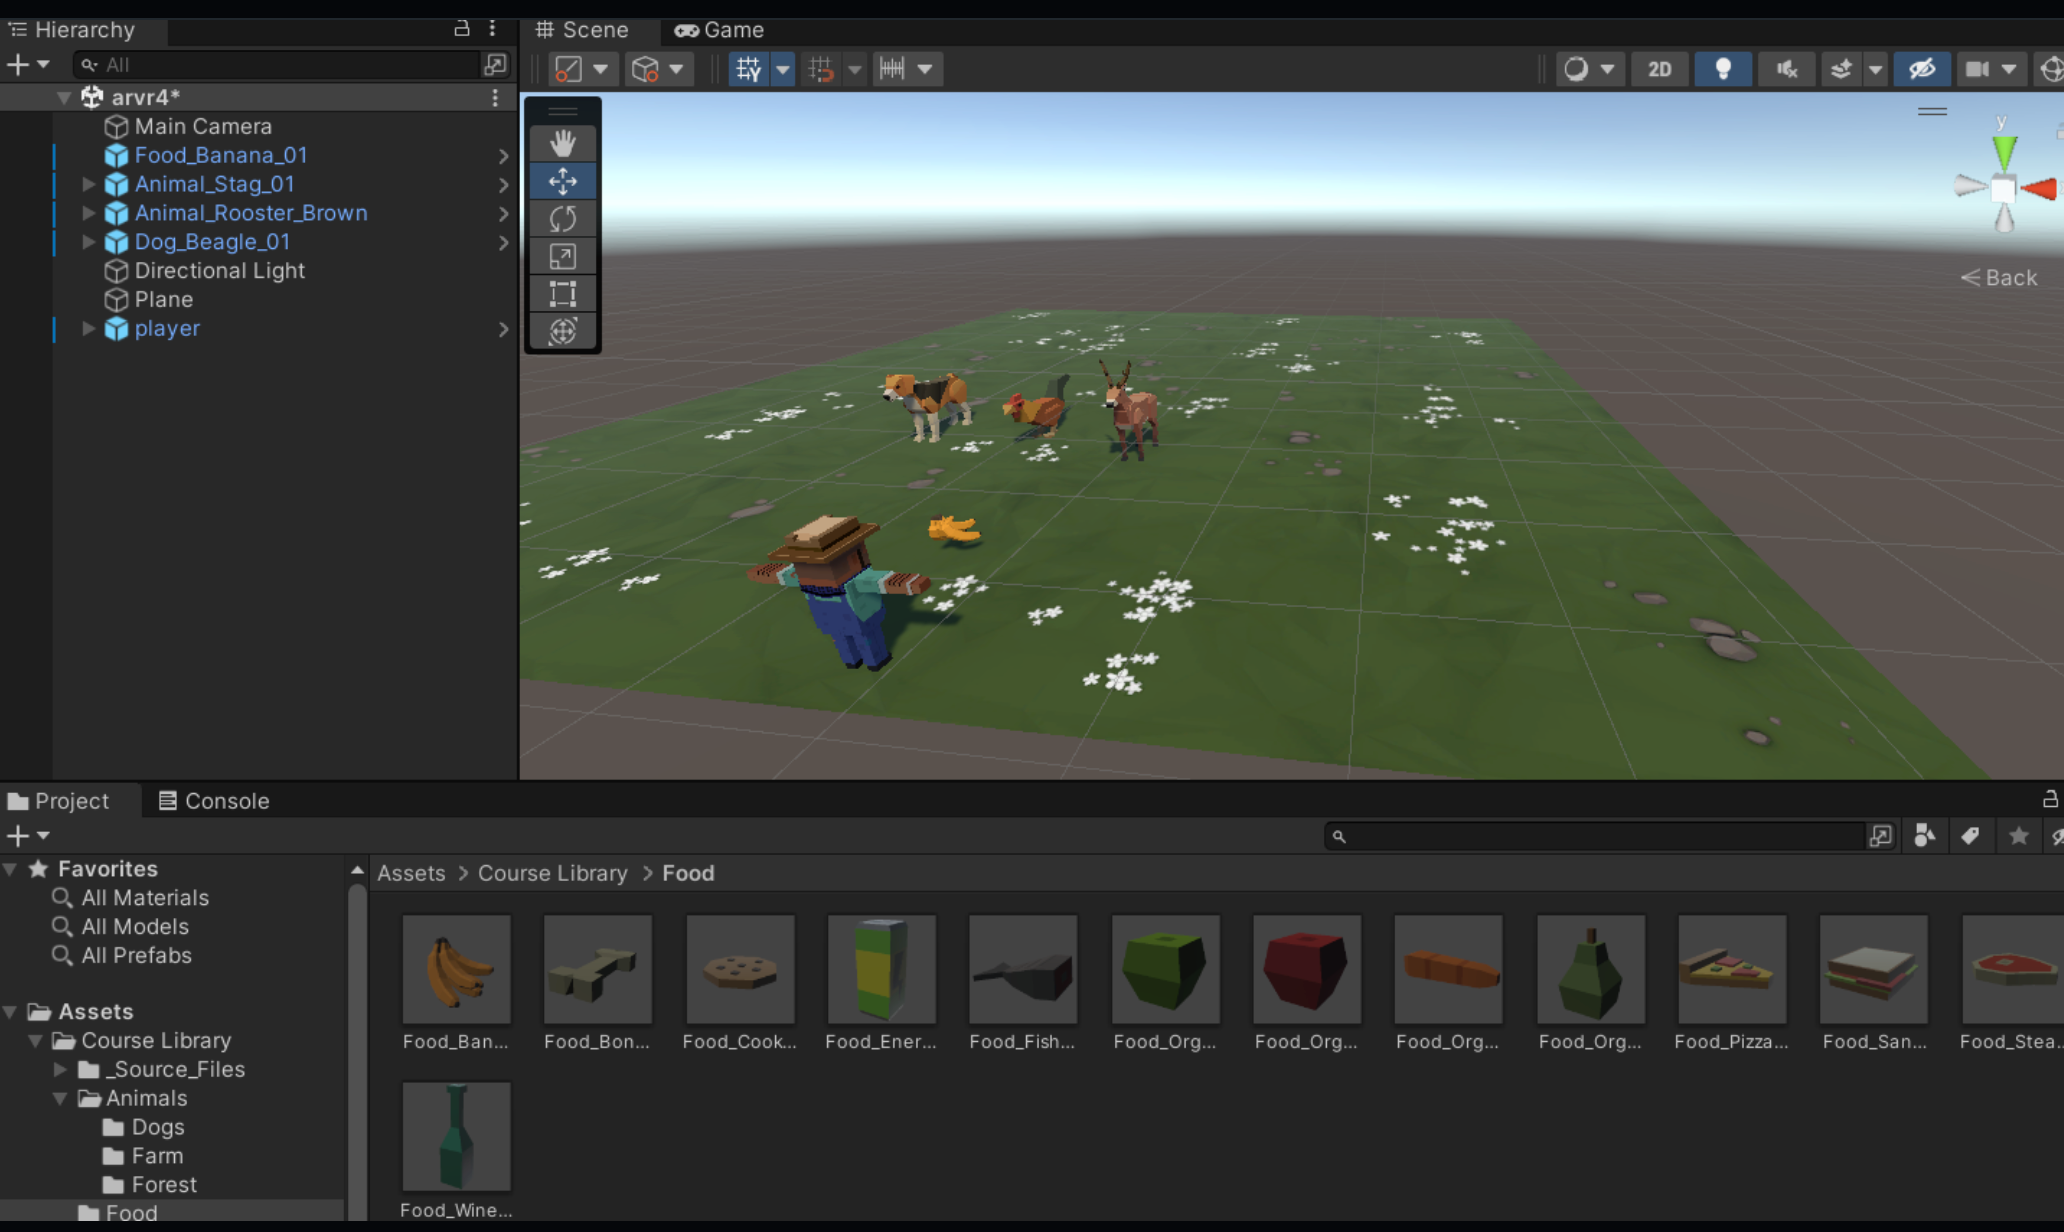 Hierarchy
All
arvr4*
Main Camera
Food_Banana_01
Animal_Stag_01
Animal_Rooster_Brown
Dog_Beagle_01
Directional Light
Plane
player
Scene
Game
2D
y
Back
Project
Console
Favorites
All Materials
All Models
All Prefabs
Assets
Course Library
_Source_Files
Animals
Dogs
Farm
Forest
Food
Assets > Course Library > Food
Food_Ban... Food_Bon... Food_Cook... Food_Ener... Food_Fish... Food_Org... Food_Org... Food_Org... Food_Org... Food_Pizza... Food_San... Food_Stea...
Food_Wine...